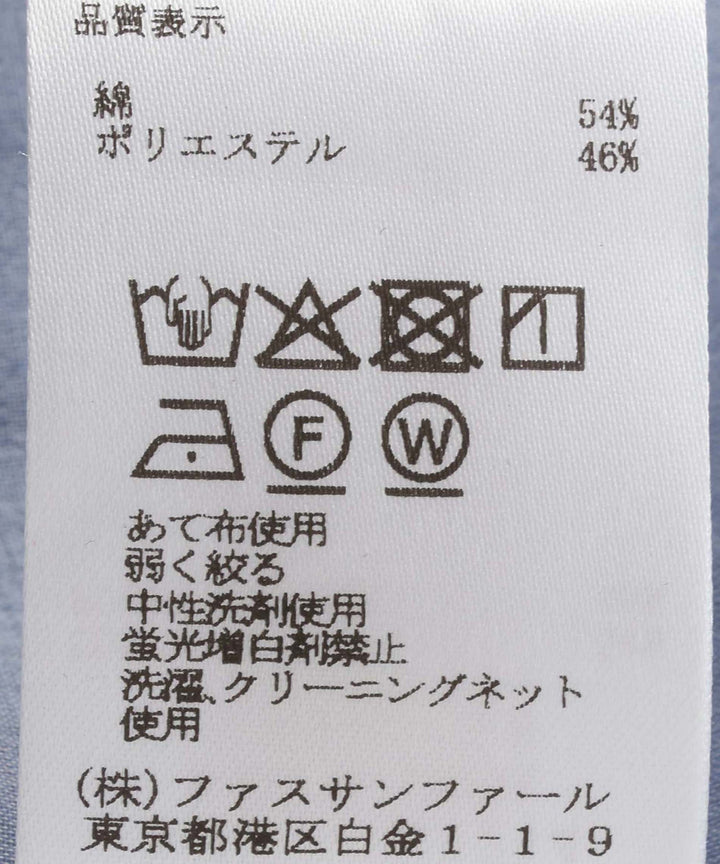 品質表示
綿 54%
ポリエステル 46%
F W
あて布使用
弱く絞る
中性洗剤使用
蛍光増白剤禁止
洗濯、クリーニングネット
使用
(株)ファスサンファール
東京都港区白金1-1-9